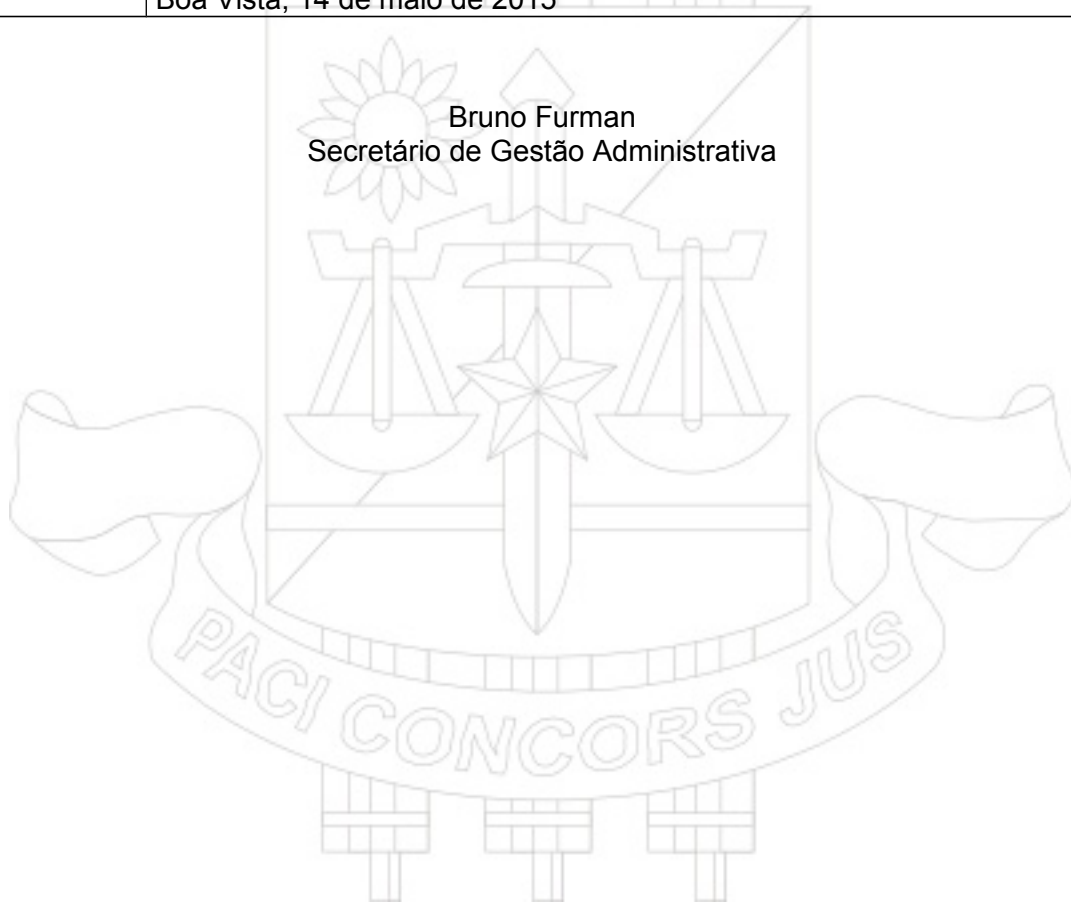 Boa Vista, 14 de maio de 2015
Bruno Furman
Secretário de Gestão Administrativa
PACI CONCORS JUS